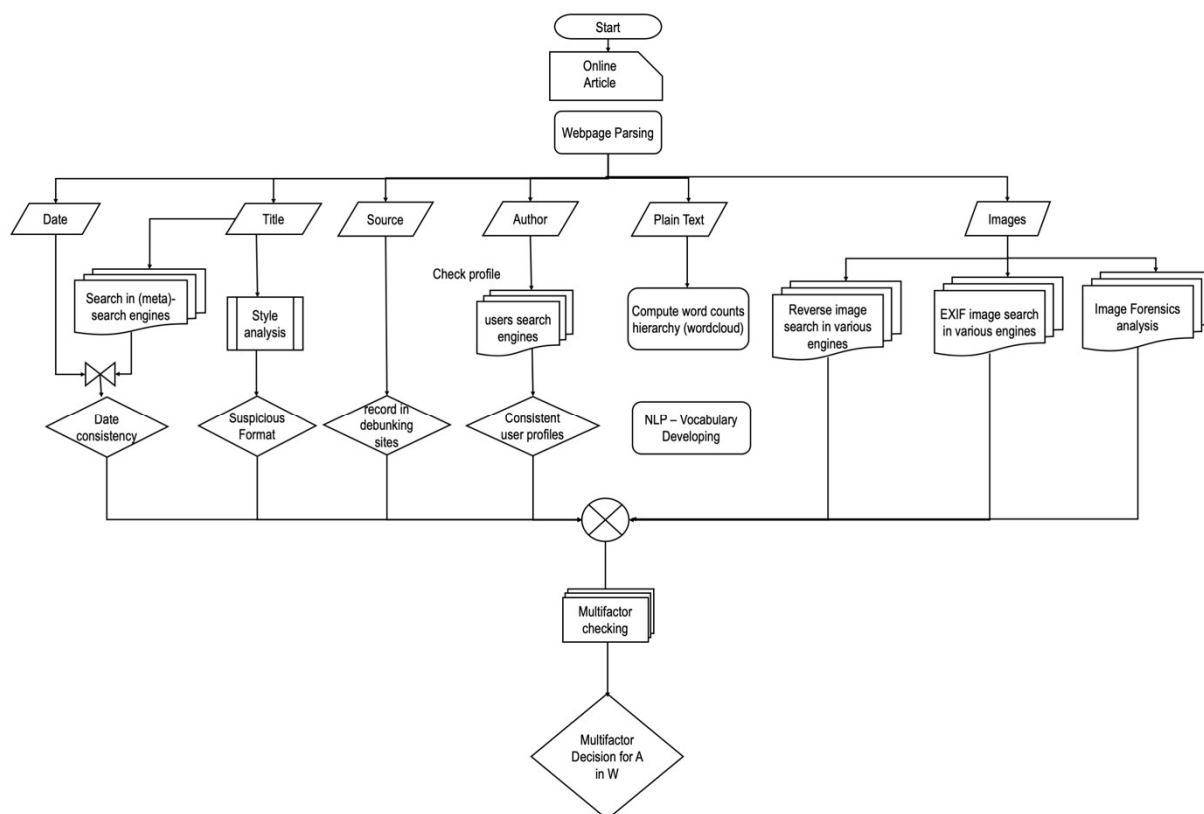 Start
Online
Article
Webpage Parsing
Date
Title
Source
Author
Plain Text
Images
Check profile
Search in (meta)-
search engines
Style
analysis
users search
engines
Compute word counts
hierarchy (wordcloud)
Reverse image
search in various
engines
EXIF image search
in various engines
Image Forensics
analysis
Date
consistency
Suspicious
Format
record in
debunking
sites
Consistent
user profiles
NLP – Vocabulary
Developing
Multifactor
checking
Multifactor
Decision for A
in W